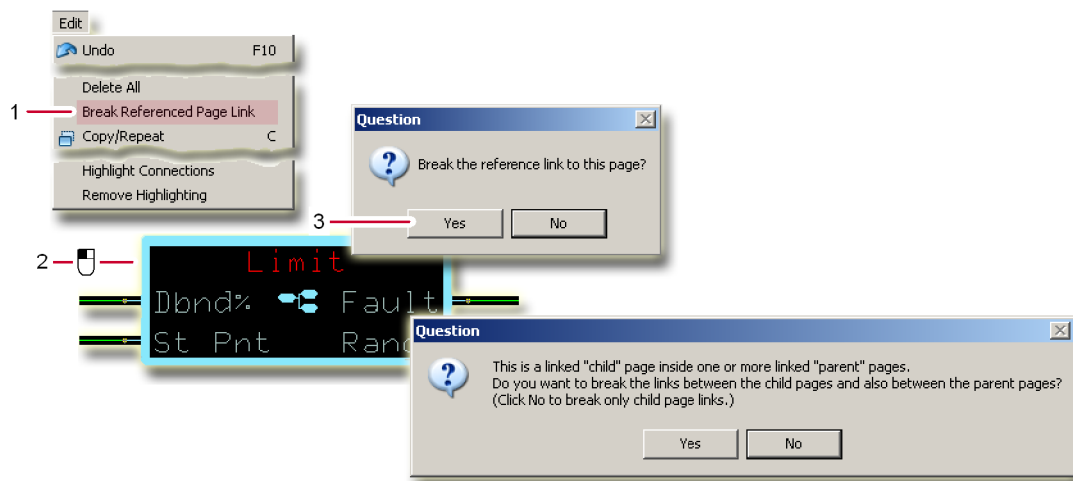 Edit
Undo F10
Delete All
1
Break Referenced Page Link
Copy/Repeat C
Highlight Connections
Remove Highlighting
Question
Break the reference link to this page?
3
Yes No
2
Limit
Dbnd% Fault
St Pnt
Question
This is a linked "child" page inside one or more linked "parent" pages.
Do you want to break the links between the child pages and also between the parent pages?
(Click No to break only child page links.)
Yes No